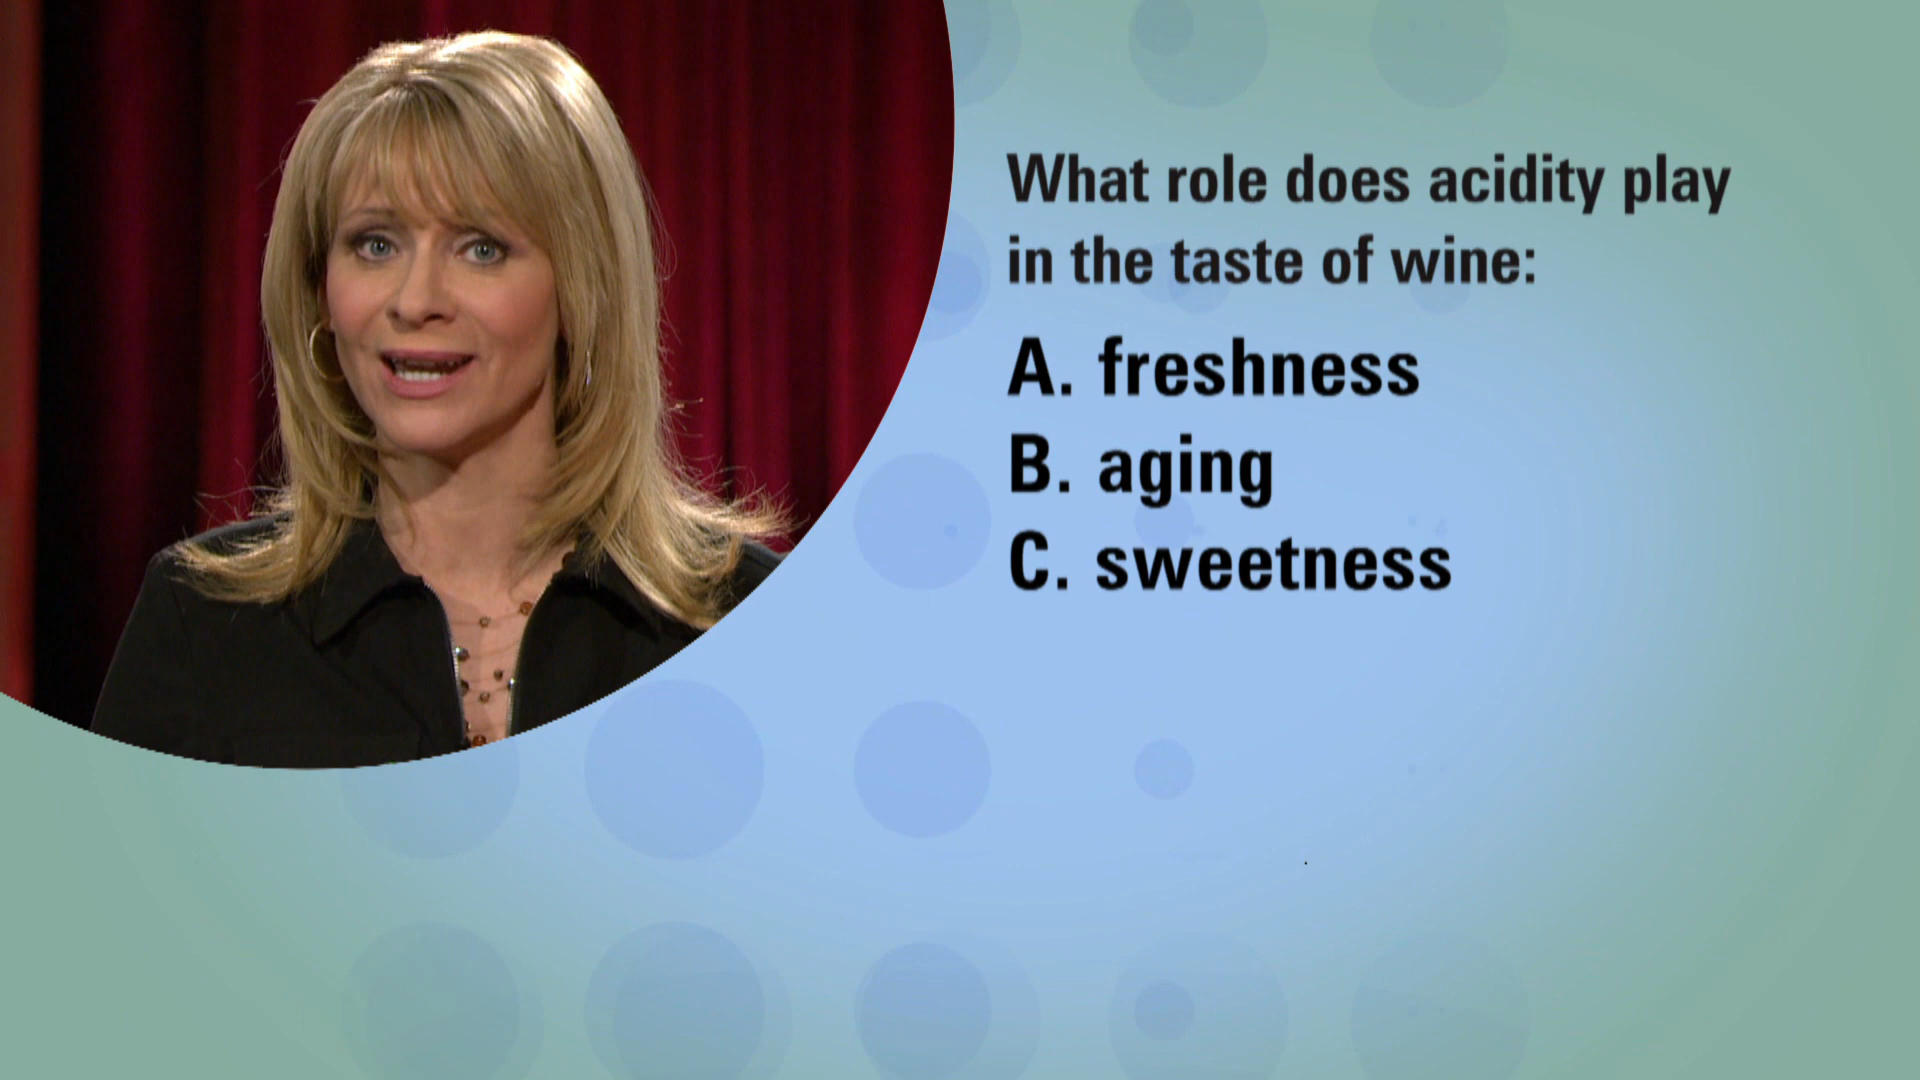 What role does acidity play
in the taste of wine:
A. freshness
B. aging
C. sweetness